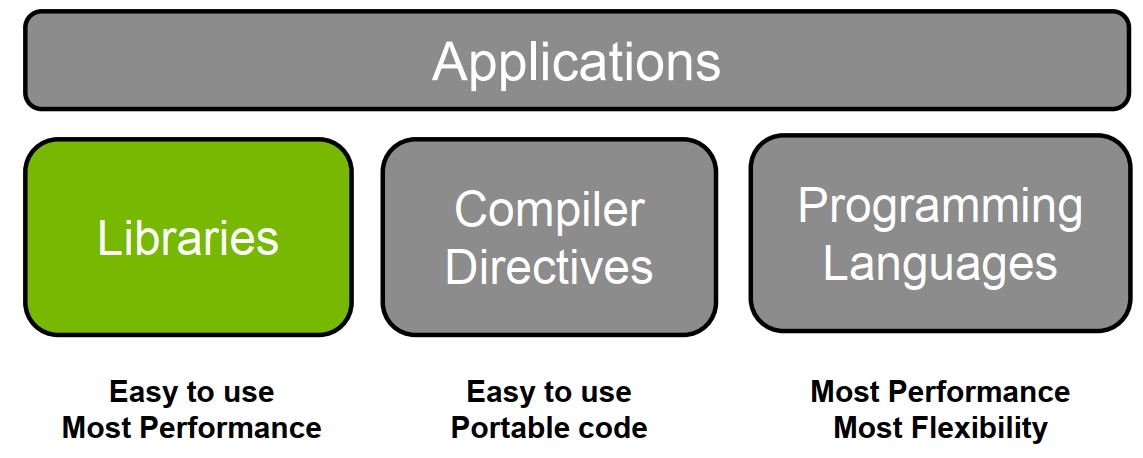 Applications
Libraries
Compiler
Directives
Programming
Languages
Easy to use
Most Performance
Easy to use
Portable code
Most Performance
Most Flexibility